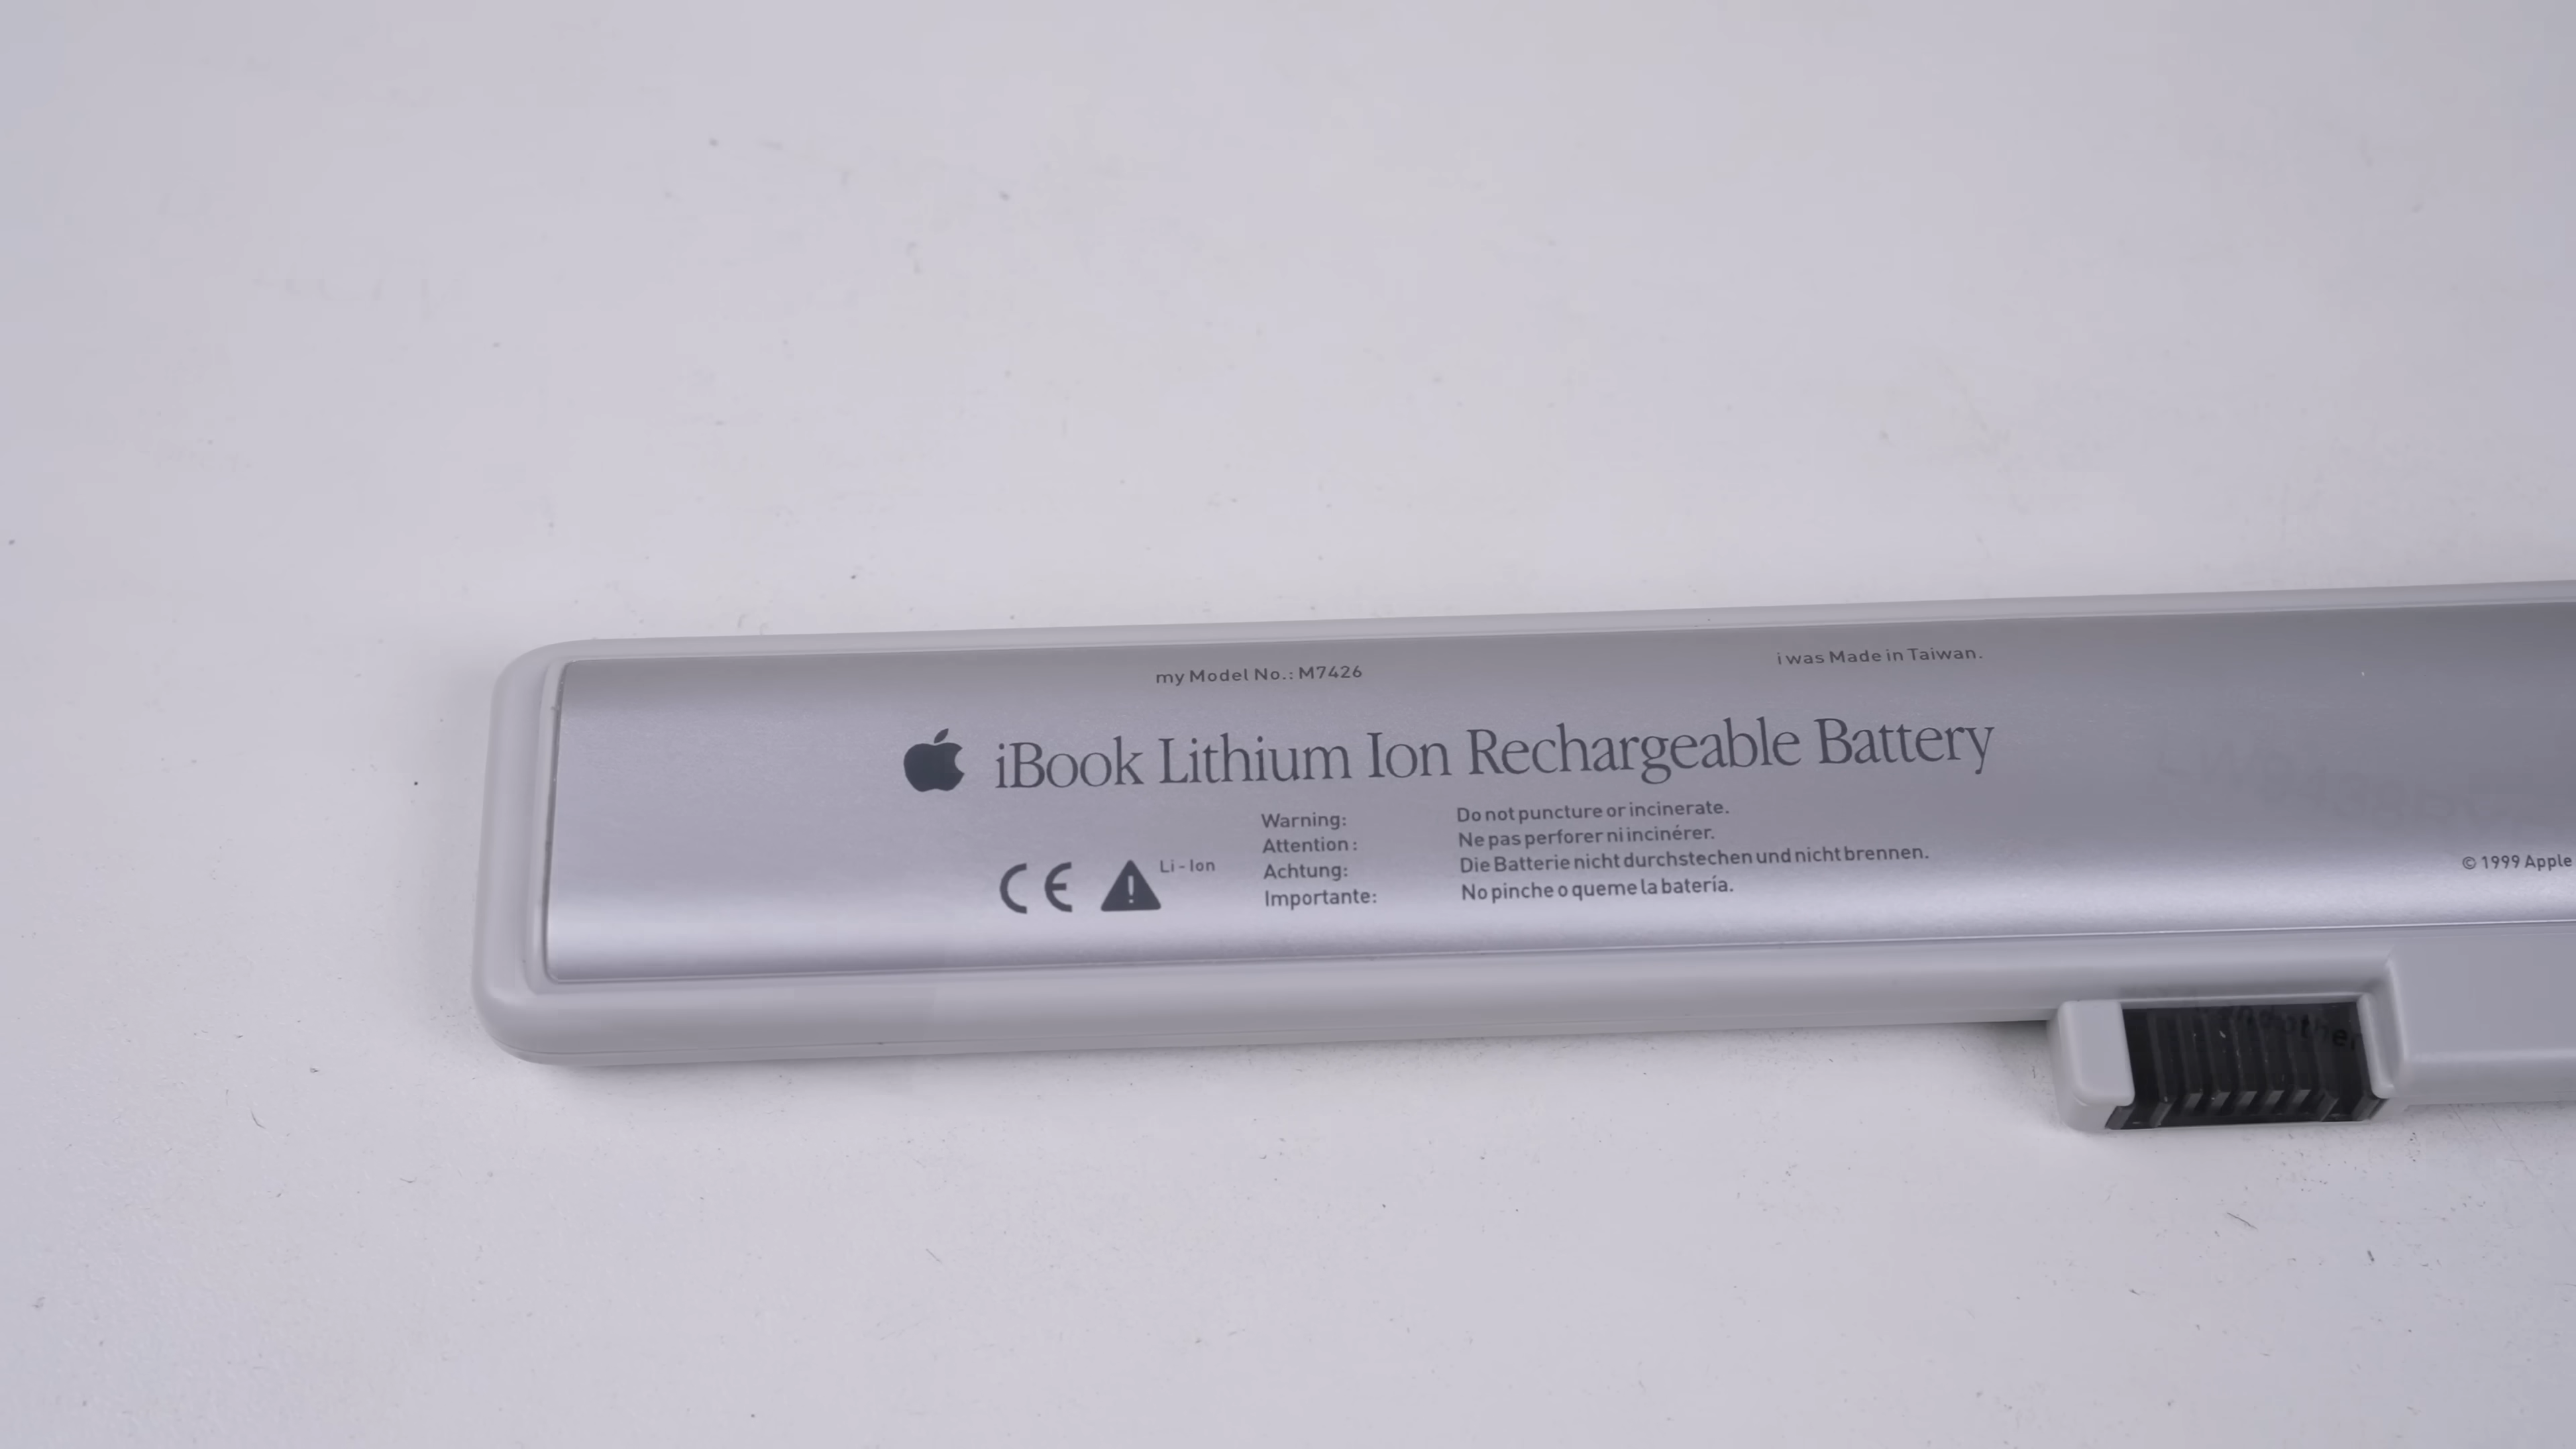 my Model No.: M7426
i was Made in Taiwan.
iBook Lithium Ion Rechargeable Battery
Warning: Do not puncture or incinerate.
Attention: Ne pas perforer ni incinérer.
Achtung: Die Batterie nicht durchstechen und nicht brennen.
Importante: No pinche o queme la batería.
CE
Li-Ion
© 1999 Apple